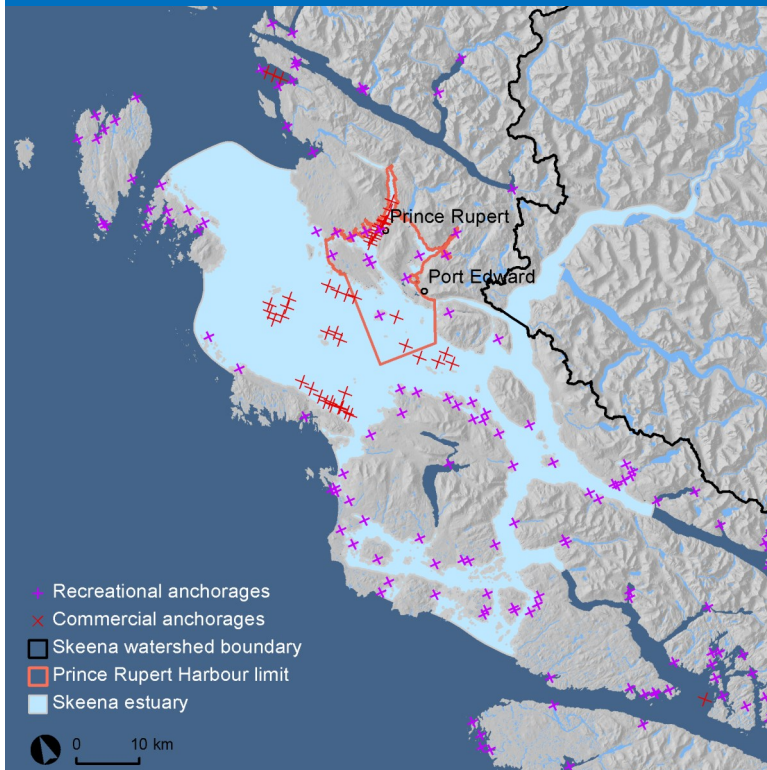 Prince Rupert
Port Edward
Recreational anchorages
Commercial anchorages
Skeena watershed boundary
Prince Rupert Harbour limit
Skeena estuary
0 10 km